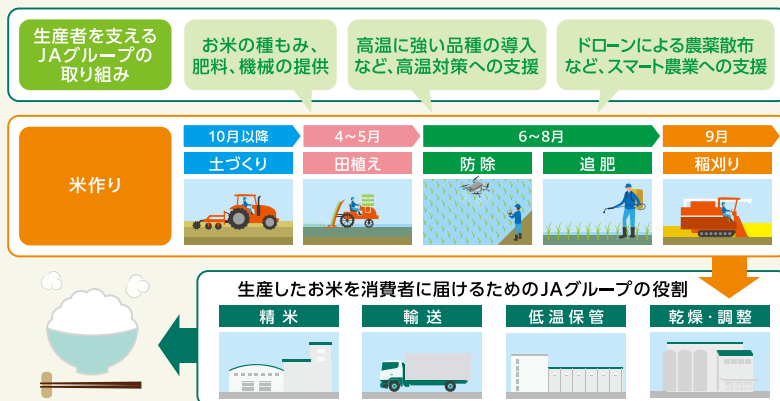 生産者を支える
JAグループの
取り組み
お米の種もみ、
肥料、機械の提供
高温に強い品種の導入
など、高温対策への支援
ドローンによる農薬散布
など、スマート農業への支援
米作り
10月以降
4～5月
6～8月
9月
土づくり
田植え
防除
追肥
稲刈り
生産したお米を消費者に届けるためのJAグループの役割
精米
輸送
低温保管
乾燥・調整